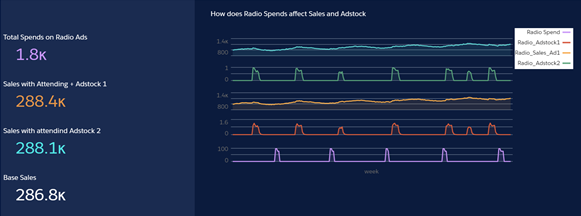 How does Radio Spends affect Sales and Adstock
Total Spends on Radio Ads
1.8K
Sales with Attending + Adstock 1
288.4K
Sales with attendind Adstock 2
288.1K
Base Sales
286.8K
1.4K
800
1
0
1.4K
800
1.6
0
100
0
week
Radio Spend
Radio_Adstock1
Radio_Sales_Ad1
Radio_Adstock2